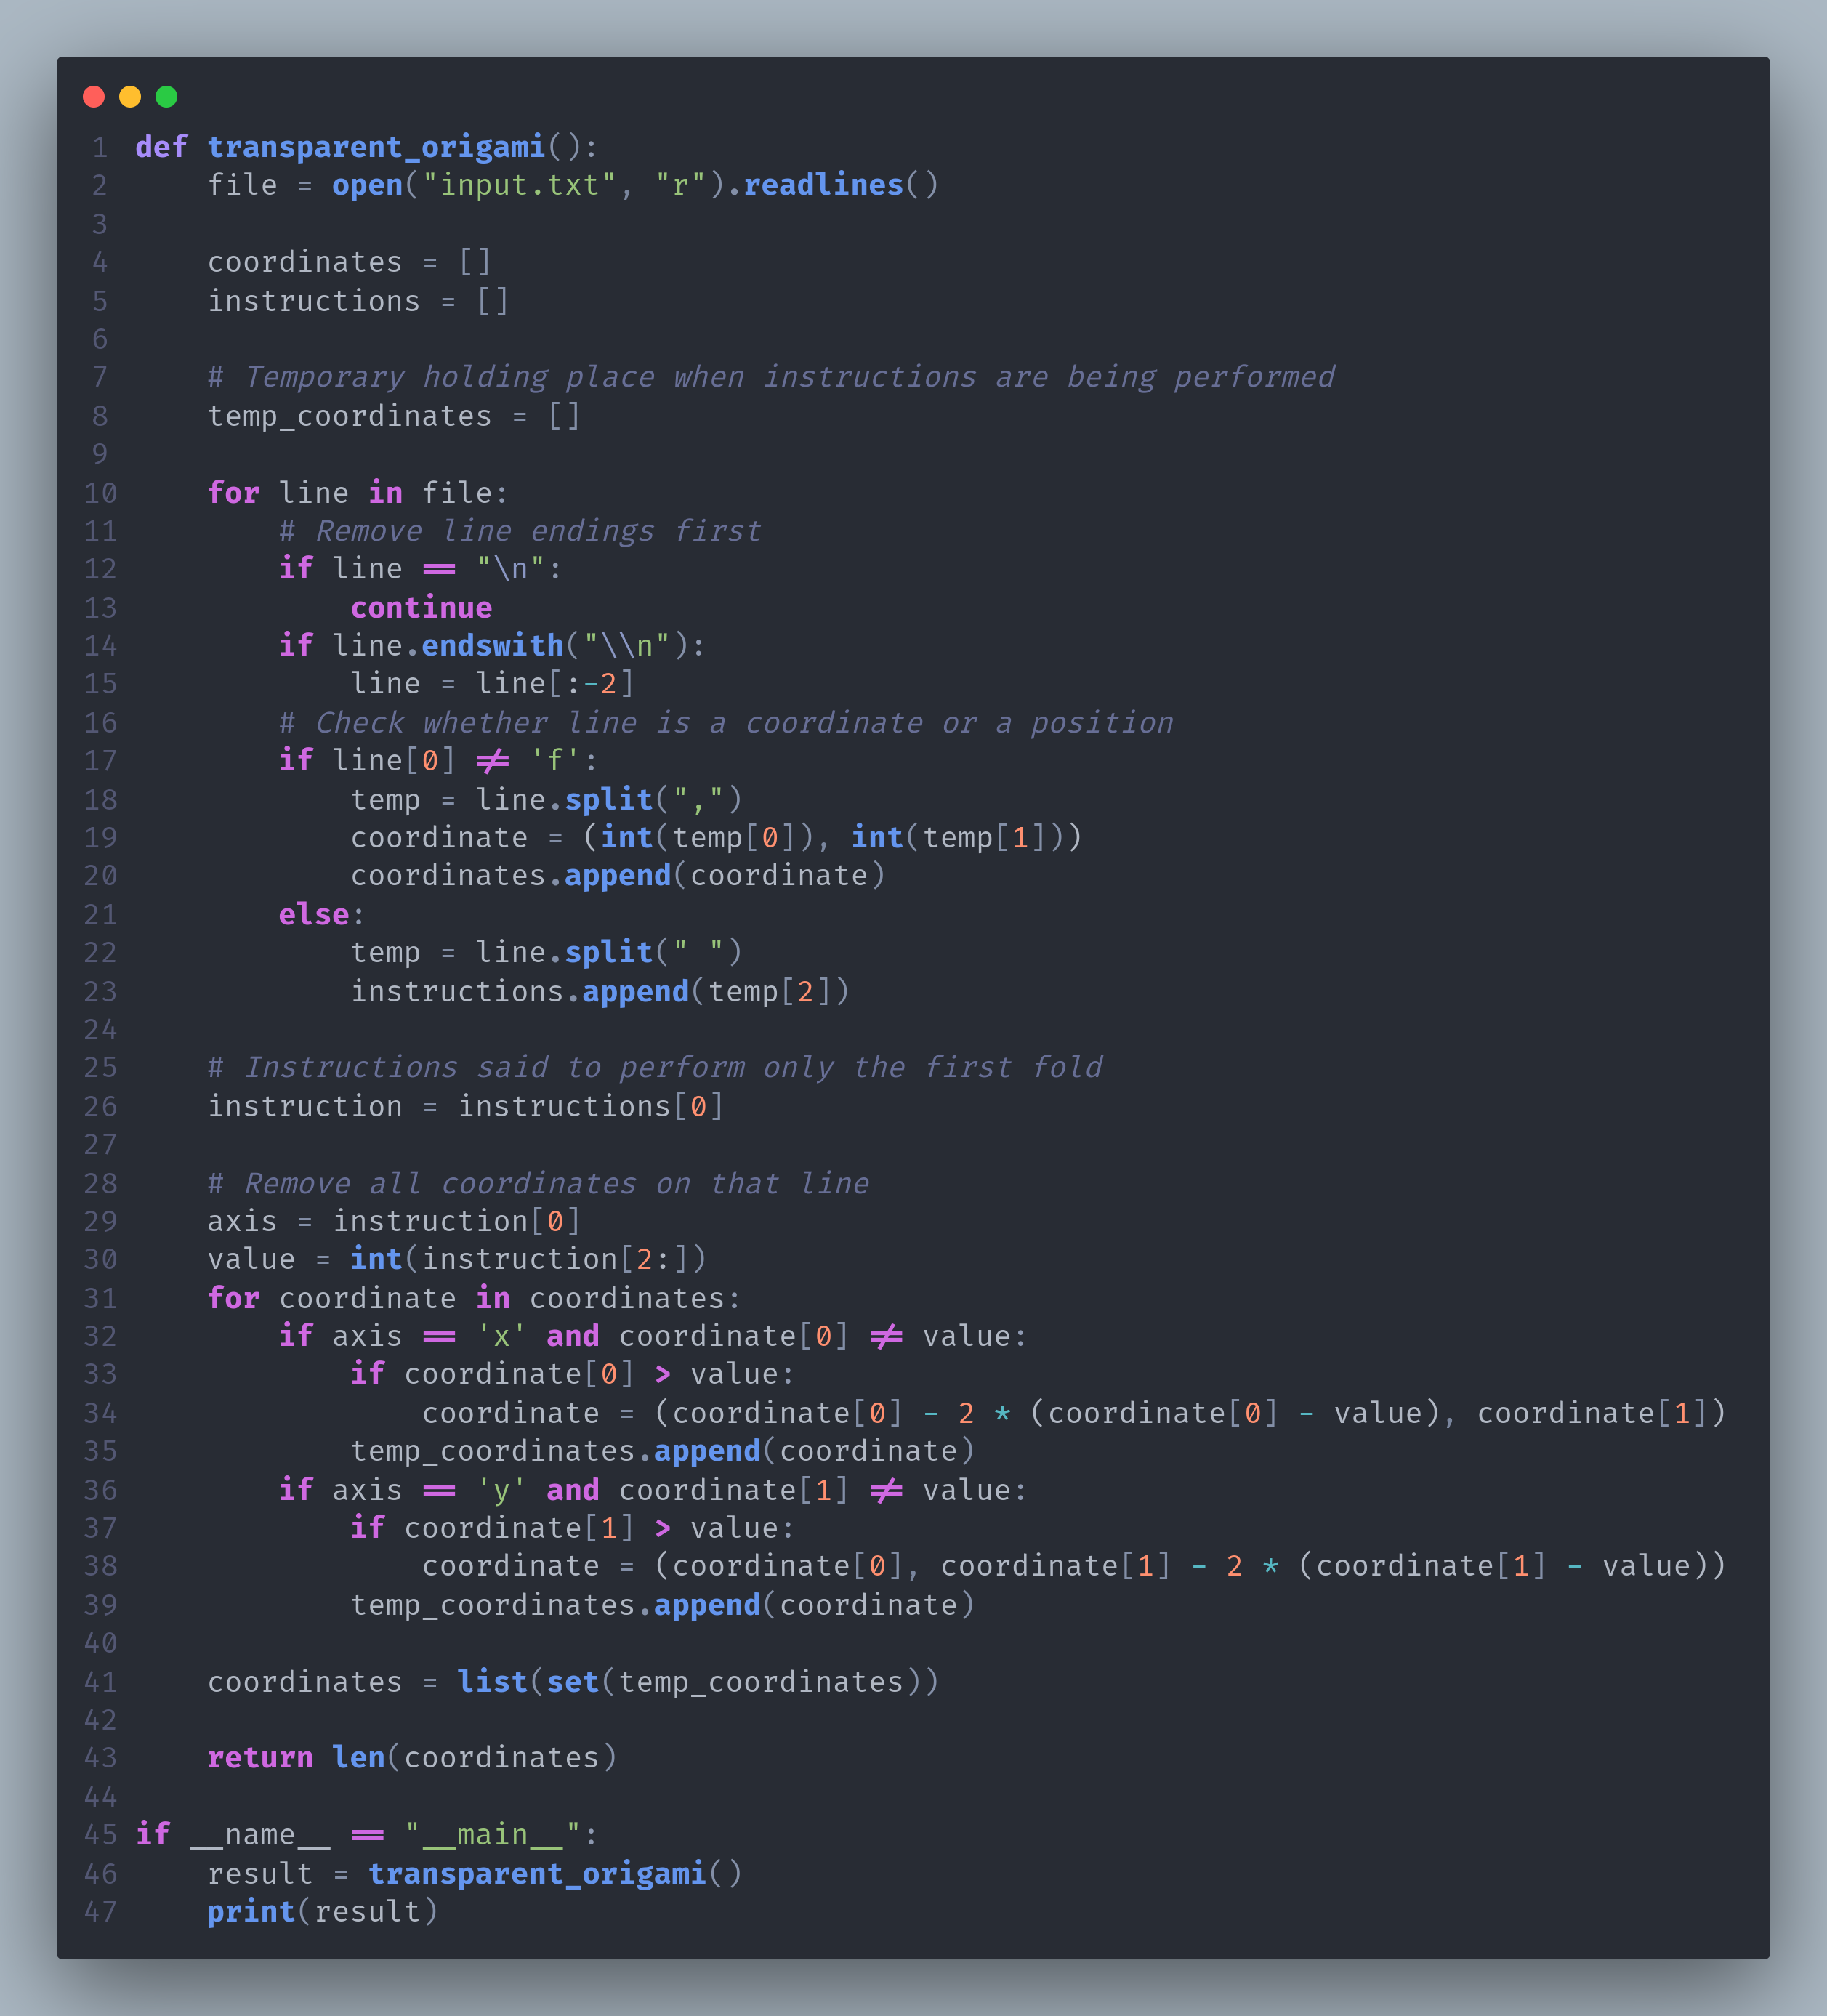 1 def transparent_origami():
2     file = open("input.txt", "r").readlines()
3
4     coordinates = []
5     instructions = []
6
7     # Temporary holding place when instructions are being performed
8     temp_coordinates = []
9
10     for line in file:
11         # Remove line endings first
12         if line == "\n":
13             continue
14         if line.endswith("\\n"):
15             line = line[:-2]
16         # Check whether line is a coordinate or a position
17         if line[0] != 'f':
18             temp = line.split(",")
19             coordinate = (int(temp[0]), int(temp[1]))
20             coordinates.append(coordinate)
21         else:
22             temp = line.split(" ")
23             instructions.append(temp[2])
24
25     # Instructions said to perform only the first fold
26     instruction = instructions[0]
27
28     # Remove all coordinates on that line
29     axis = instruction[0]
30     value = int(instruction[2:])
31     for coordinate in coordinates:
32         if axis == 'x' and coordinate[0] != value:
33             if coordinate[0] > value:
34                 coordinate = (coordinate[0] - 2 * (coordinate[0] - value), coordinate[1])
35             temp_coordinates.append(coordinate)
36         if axis == 'y' and coordinate[1] != value:
37             if coordinate[1] > value:
38                 coordinate = (coordinate[0], coordinate[1] - 2 * (coordinate[1] - value))
39             temp_coordinates.append(coordinate)
40
41     coordinates = list(set(temp_coordinates))
42
43     return len(coordinates)
44
45 if __name__ == "__main__":
46     result = transparent_origami()
47     print(result)